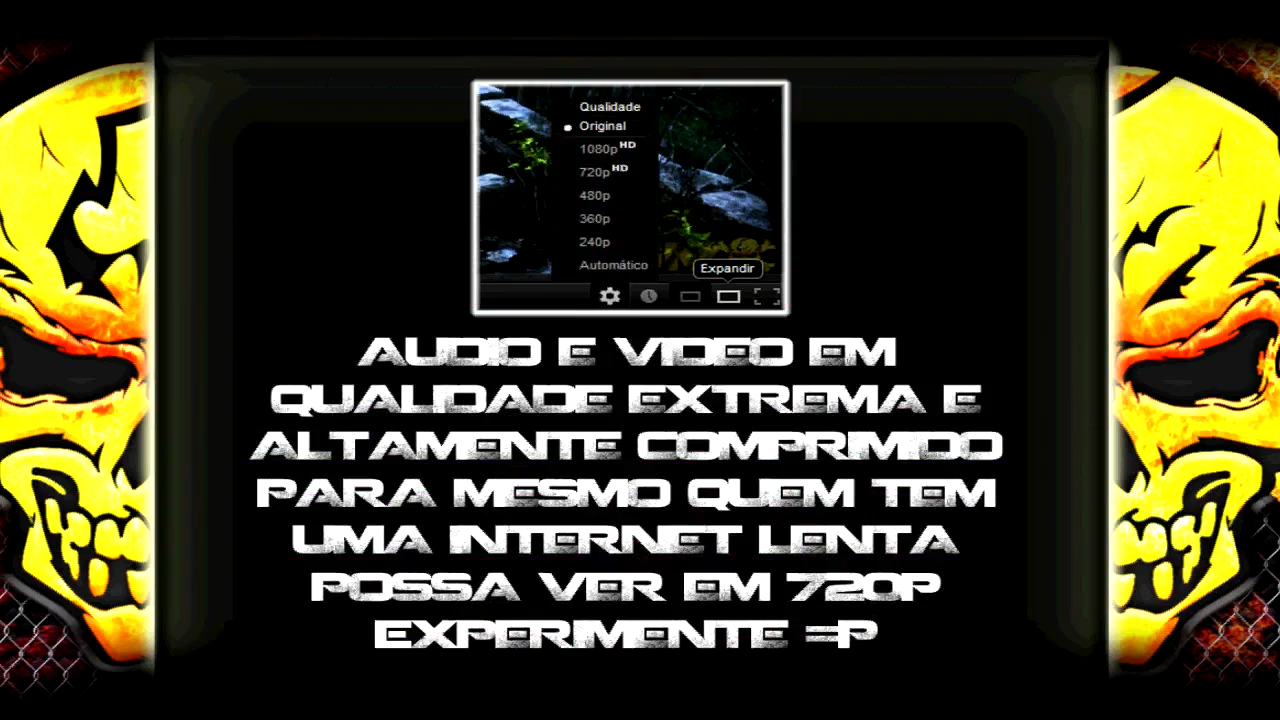 Qualidade
Original
1080p HD
720p HD
480p
360p
240p
Automático
Expandir
AUDIO E VIDEO EM
QUALIDADE EXTREMA E
ALTAMENTE COMPRIMIDO
PARA MESMO QUEM TEM
UMA INTERNET LENTA
POSSA VER EM 720P
EXPERIMENTE =P